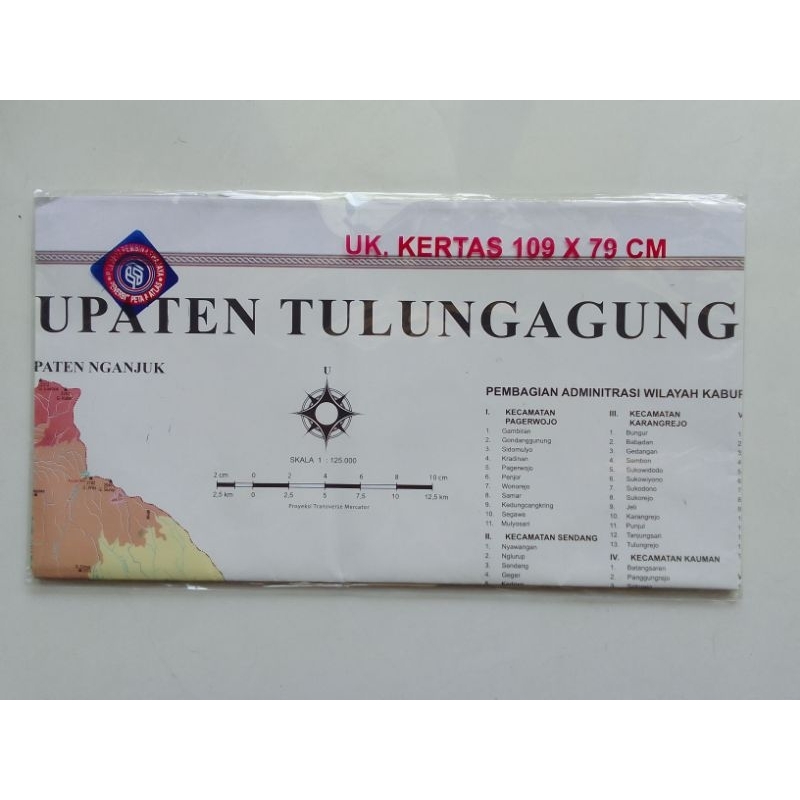 UK. KERTAS 109 X 79 CM
PENERBIT PETA & ATLAS
UPATEN TULUNGAGUNG
PATEN NGANJUK
U
SKALA 1 : 125.000
2 cm 0 2 4 6 8 10 cm
2,5 km 0 2,5 5 7,5 10 12,5 km
Proyeksi Transverse Mercator
PEMBAGIAN ADMINITRASI WILAYAH KABUP
I. KECAMATAN
PAGERWOJO
1. Gambiran
2. Gondanggunung
3. Sidomulyo
4. Kradinan
5. Pagerwojo
6. Penjor
7. Wonorejo
8. Samar
9. Kedungcangkring
10. Segawe
11. Mulyosari
II. KECAMATAN SENDANG
1. Nyawangan
2. Nglurup
3. Sendang
4. Geger
III. KECAMATAN
KARANGREJO
1. Bungur
2. Babadan
3. Gedangan
4. Sembon
5. Sukowidodo
6. Sukowiyono
7. Sukodono
8. Sukorejo
9. Jeli
10. Karangrejo
11. Punjul
12. Tanjungsari
13. Tulungrejo
IV. KECAMATAN KAUMAN
1. Batangsaren
2. Panggungrejo